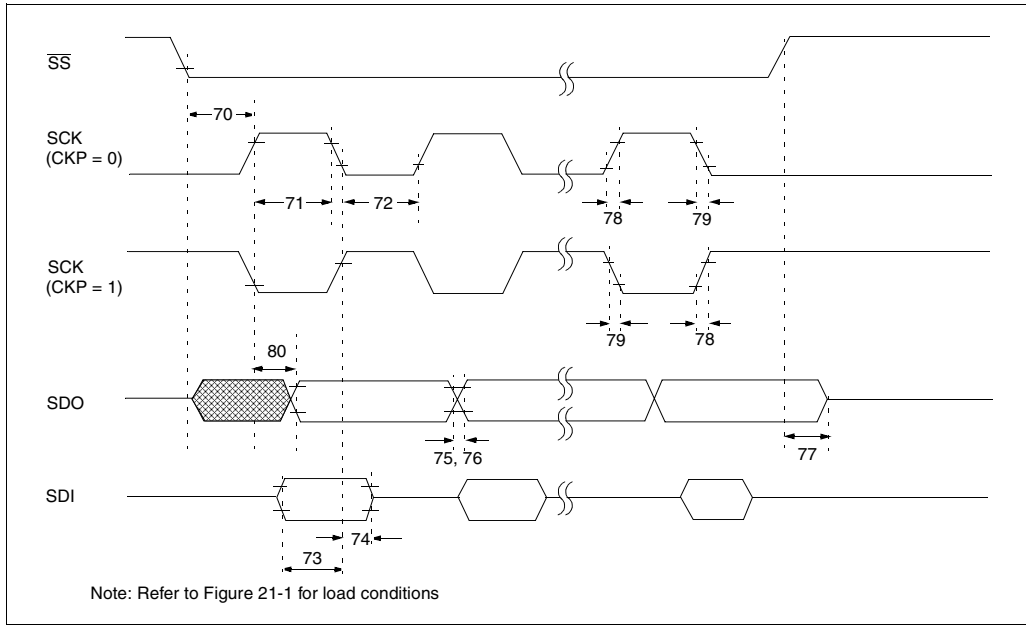 SS
70
SCK
(CKP = 0)
71
72
78
79
SCK
(CKP = 1)
79
78
80
SDO
75, 76
77
SDI
74
73
Note: Refer to Figure 21-1 for load conditions